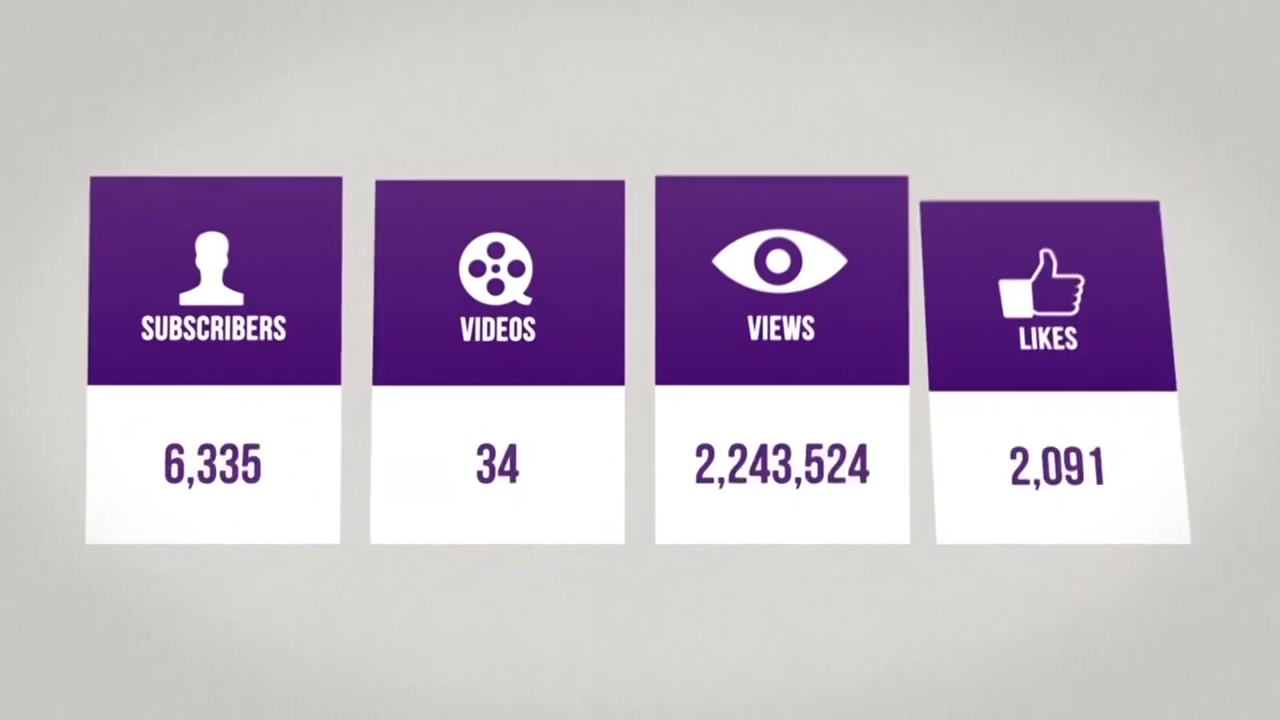 SUBSCRIBERS
6,335
VIDEOS
34
VIEWS
2,243,524
LIKES
2,091